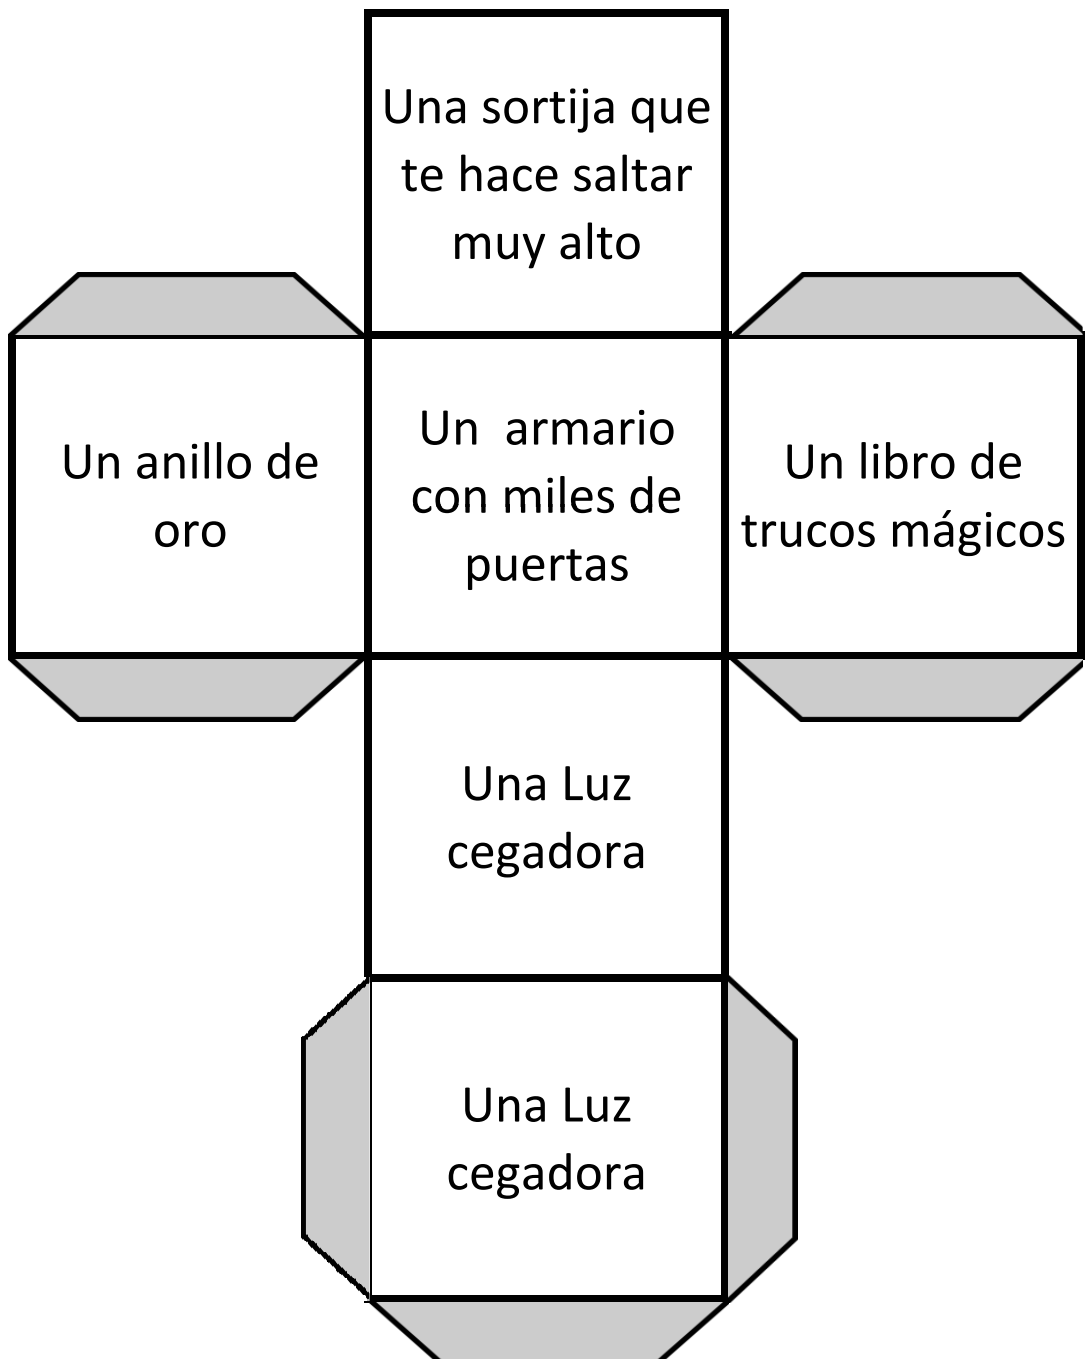 Una sortija que
te hace saltar
muy alto
Un anillo de
oro
Un armario
con miles de
puertas
Un libro de
trucos mágicos
Una Luz
cegadora
Una Luz
cegadora